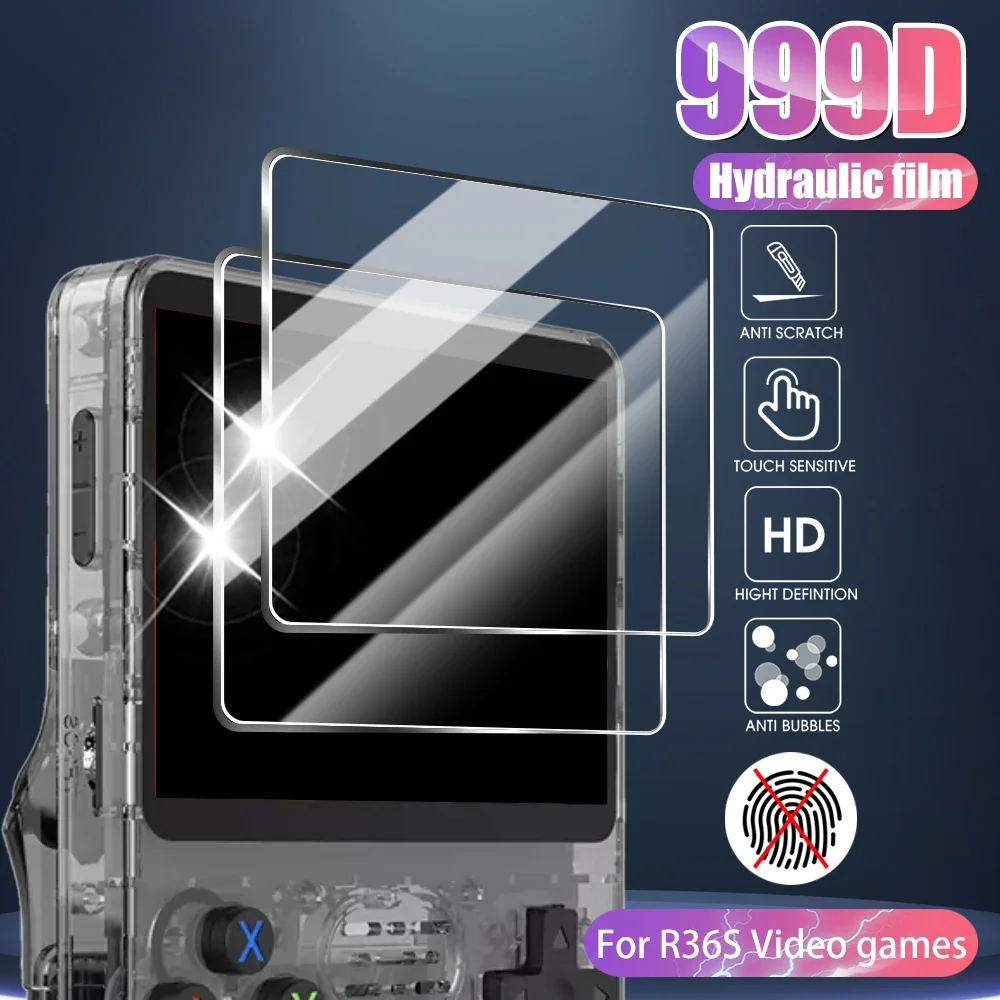 999D
Hydraulic film
ANTI SCRATCH
TOUCH SENSITIVE
HD
HIGHT DEFINTION
ANTI BUBBLES
+
X
Y
For R36S Video games